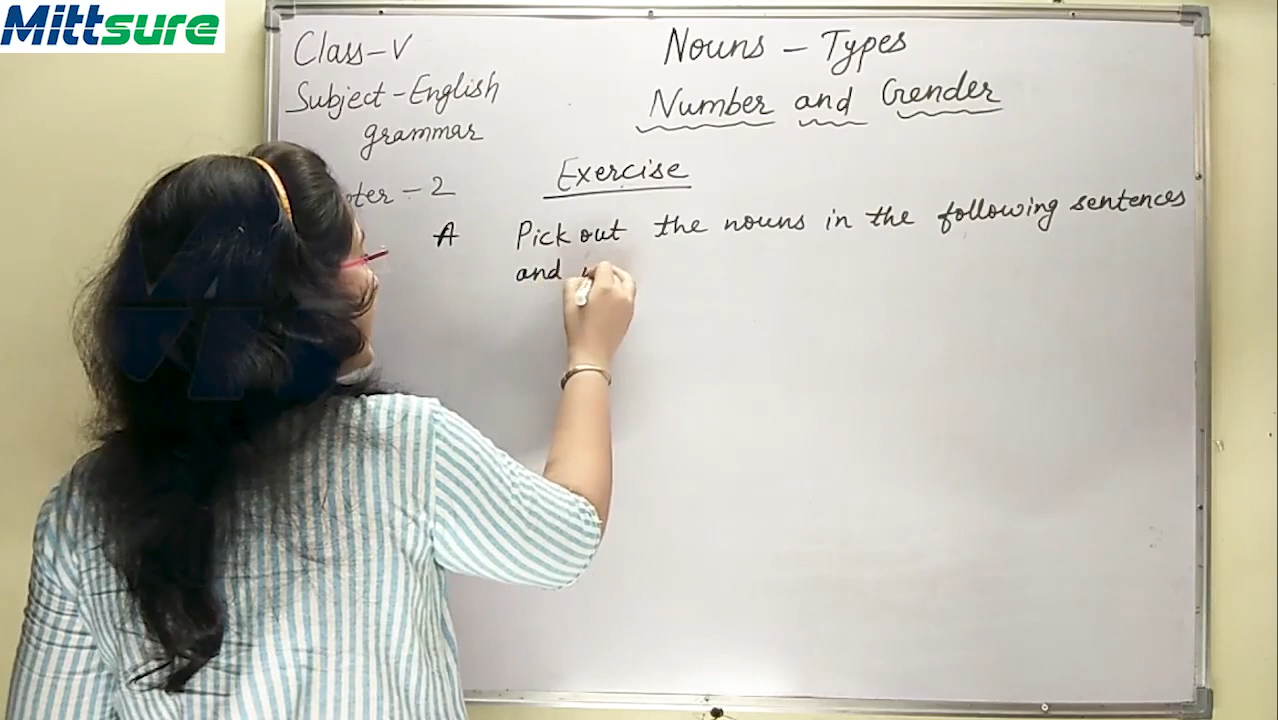 Mittsure
Class-V
Subject-English
grammar
Nouns - Types
Number and Gender
- 2
Exercise
A Pick out the nouns in the following sentences
and